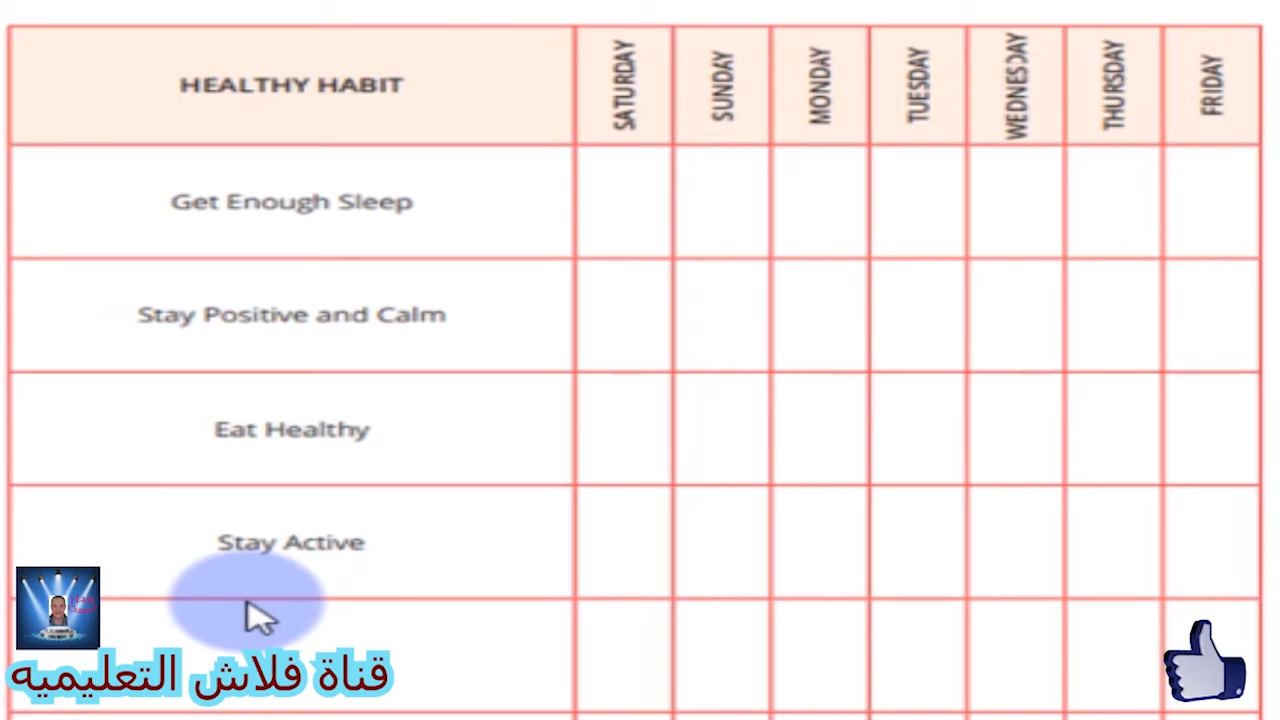 HEALTHY HABIT
SATURDAY
SUNDAY
MONDAY
TUESDAY
WEDNESDAY
THURSDAY
FRIDAY
Get Enough Sleep
Stay Positive and Calm
Eat Healthy
Stay Active
قناة فلاش التعليميه